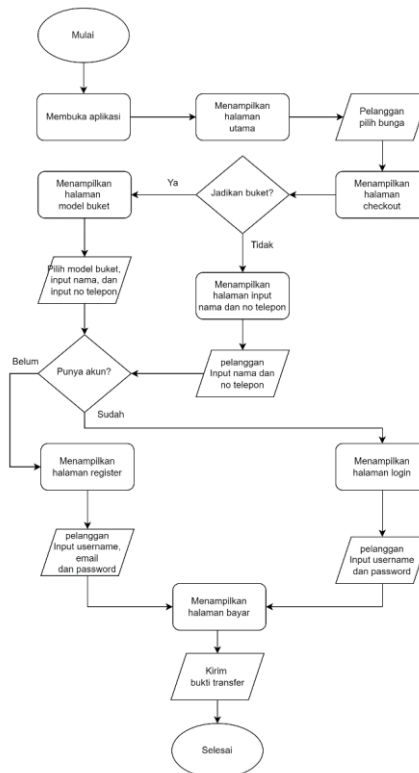 Mulai
Membuka aplikasi
Menampilkan
halaman
utama
Pelanggan
pilih bunga
Menampilkan
halaman
model buket
Ya
Jadikan buket?
Menampilkan
halaman
checkout
Tidak
Pilih model buket,
input nama, dan
input no telepon
Menampilkan
halaman input
nama dan no telepon
Belum
Punya akun?
pelanggan
Input nama dan
no telepon
Sudah
Menampilkan
halaman register
Menampilkan
halaman login
pelanggan
Input username,
email
dan password
pelanggan
Input username
dan password
Menampilkan
halaman bayar
Kirim
bukti transfer
Selesai